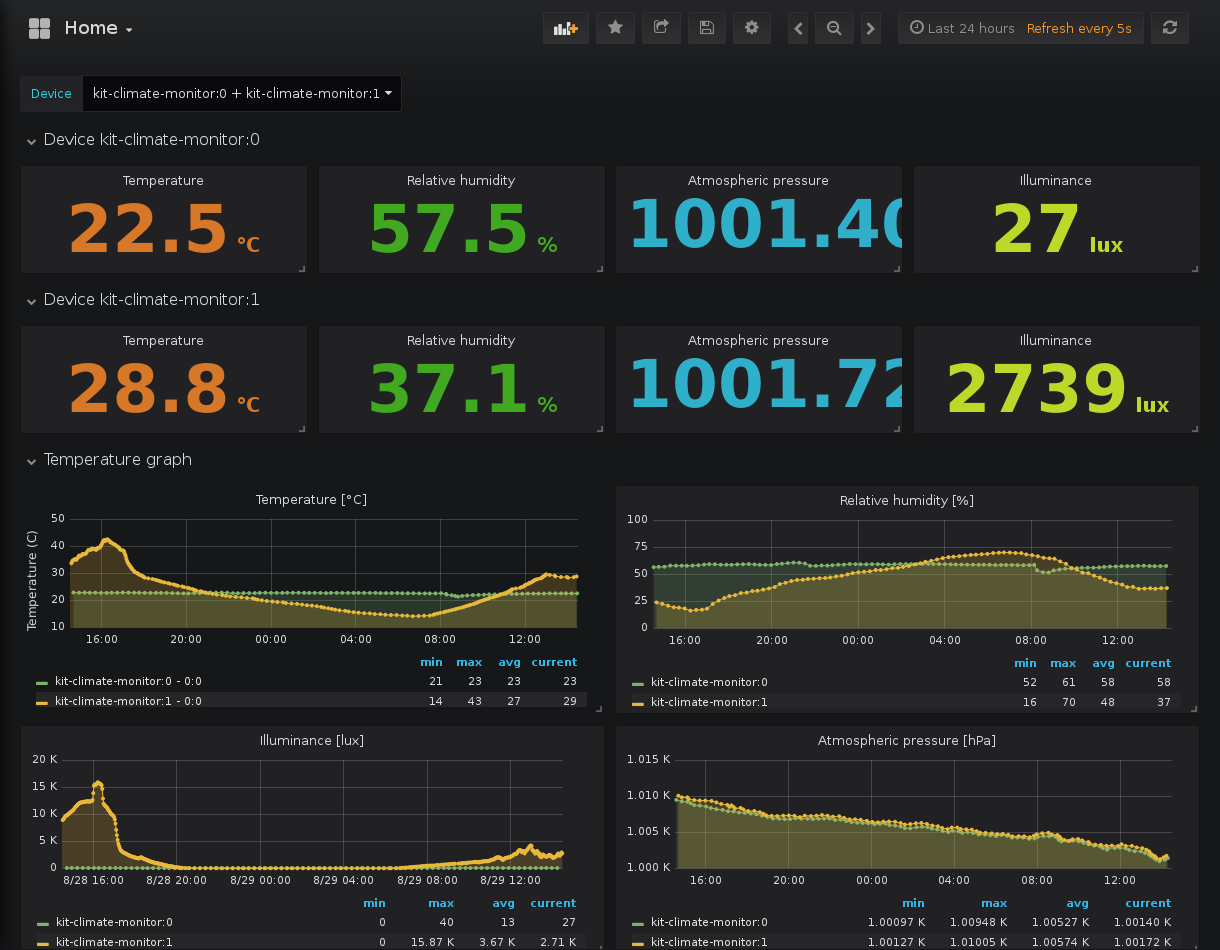 Home
Last 24 hours Refresh every 5s
Device kit-climate-monitor:0 + kit-climate-monitor:1
Device kit-climate-monitor:0
Temperature Relative humidity Atmospheric pressure Illuminance
22.5 °C 57.5 % 1001.40 27 lux
Device kit-climate-monitor:1
Temperature Relative humidity Atmospheric pressure Illuminance
28.8 °C 37.1 % 1001.72 2739 lux
Temperature graph
Temperature [°C]
Temperature (C)
50
40
30
20
10
16:00 20:00 00:00 04:00 08:00 12:00
min max avg current
kit-climate-monitor:0 - 0:0 21 23 23 23
kit-climate-monitor:1 - 0:0 14 43 27 29
Relative humidity [%]
100
75
50
25
0
16:00 20:00 00:00 04:00 08:00 12:00
min max avg current
kit-climate-monitor:0 52 61 58 58
kit-climate-monitor:1 16 70 48 37
Illuminance [lux]
20 K
15 K
10 K
5 K
0
8/28 16:00 8/28 20:00 8/29 00:00 8/29 04:00 8/29 08:00 8/29 12:00
min max avg current
kit-climate-monitor:0 0 40 13 27
kit-climate-monitor:1 0 15.87 K 3.67 K 2.71 K
Atmospheric pressure [hPa]
1.015 K
1.010 K
1.005 K
1.000 K
16:00 20:00 00:00 04:00 08:00 12:00
min max avg current
kit-climate-monitor:0 1.00097 K 1.00948 K 1.00527 K 1.00140 K
kit-climate-monitor:1 1.00127 K 1.01005 K 1.00574 K 1.00172 K